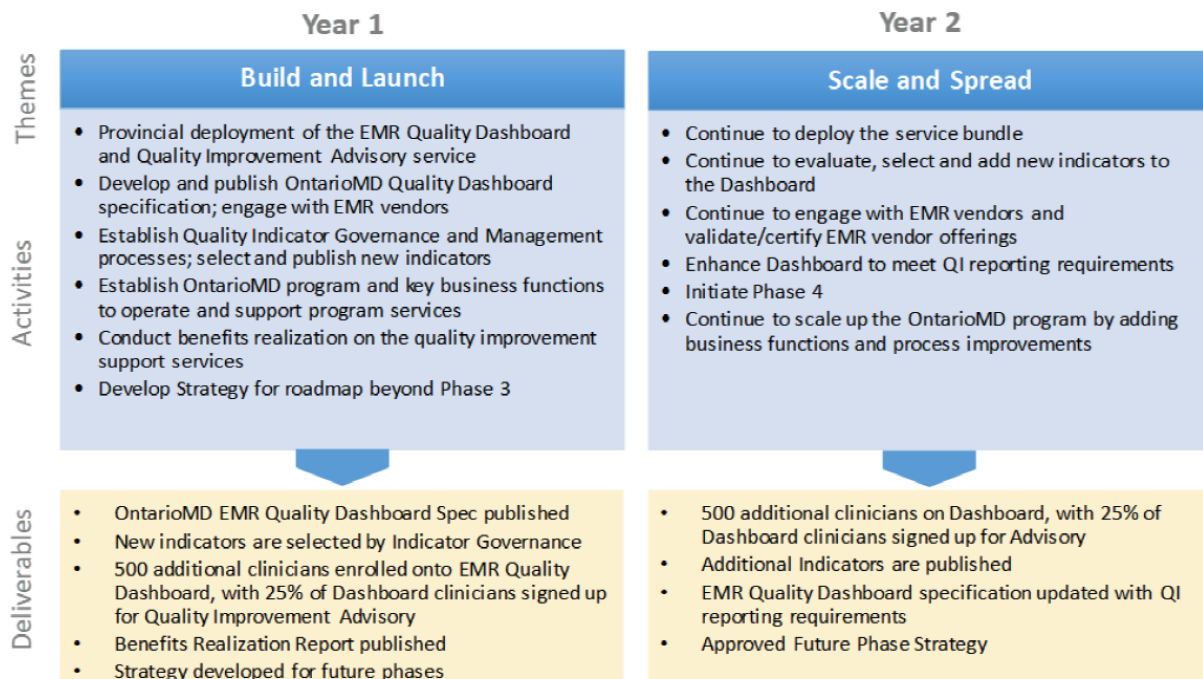 Year 1
Year 2
Themes
Build and Launch
Scale and Spread
Activities
• Provincial deployment of the EMR Quality Dashboard
and Quality Improvement Advisory service
• Develop and publish OntarioMD Quality Dashboard
specification; engage with EMR vendors
• Establish Quality Indicator Governance and Management
processes; select and publish new indicators
• Establish OntarioMD program and key business functions
to operate and support program services
• Conduct benefits realization on the quality improvement
support services
• Develop Strategy for roadmap beyond Phase 3
• Continue to deploy the service bundle
• Continue to evaluate, select and add new indicators to
the Dashboard
• Continue to engage with EMR vendors and
validate/certify EMR vendor offerings
• Enhance Dashboard to meet QI reporting requirements
• Initiate Phase 4
• Continue to scale up the OntarioMD program by adding
business functions and process improvements
Deliverables
• OntarioMD EMR Quality Dashboard Spec published
• New indicators are selected by Indicator Governance
• 500 additional clinicians enrolled onto EMR Quality
Dashboard, with 25% of Dashboard clinicians signed up
for Quality Improvement Advisory
• Benefits Realization Report published
• Strategy developed for future phases
• 500 additional clinicians on Dashboard, with 25% of
Dashboard clinicians signed up for Advisory
• Additional Indicators are published
• EMR Quality Dashboard specification updated with QI
reporting requirements
• Approved Future Phase Strategy